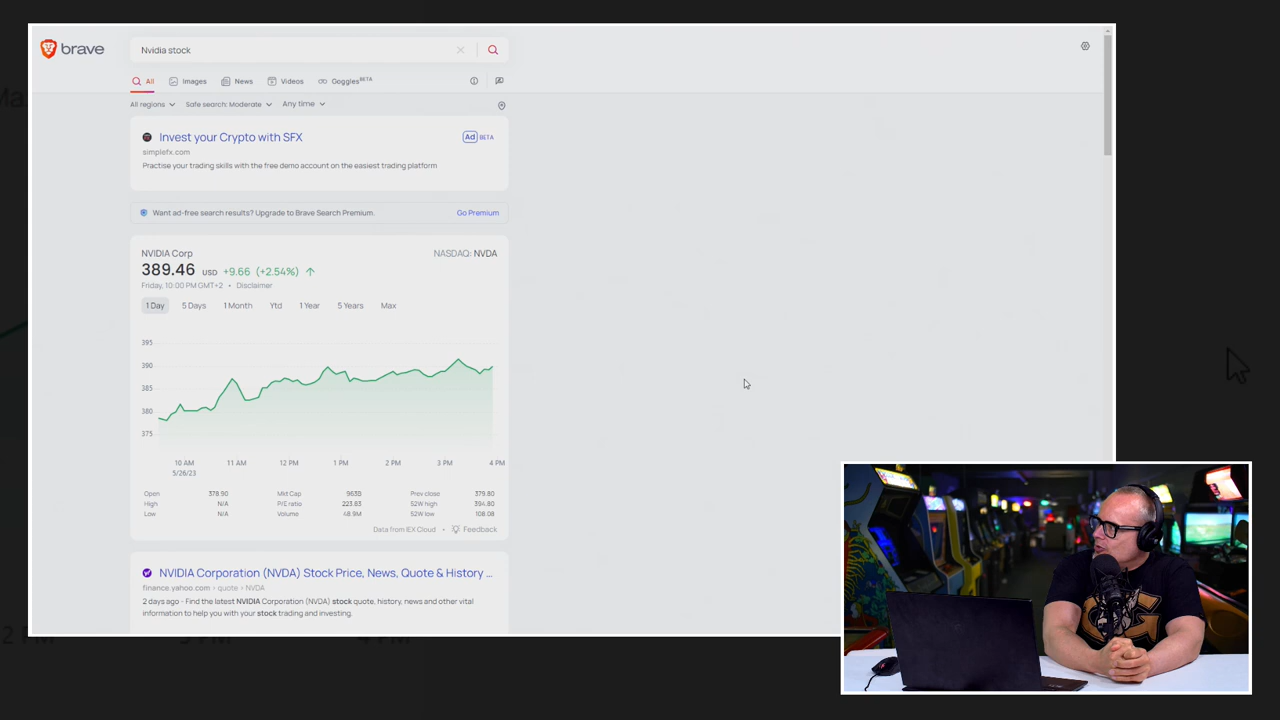 brave
Nvidia stock
All Images News Videos Goggles BETA
All regions Safe search: Moderate Any time
Invest your Crypto with SFX Ad BETA
simplefx.com
Practise your trading skills with the free demo account on the easiest trading platform
Want ad-free search results? Upgrade to Brave Search Premium. Go Premium
NVIDIA Corp NASDAQ: NVDA
389.46 USD +9.66 (+2.54%) ↑
Friday, 10:00 PM GMT+2 • Disclaimer
1 Day 5 Days 1 Month Ytd 1 Year 5 Years Max
395
390
385
380
375
10 AM 11 AM 12 PM 1 PM 2 PM 3 PM 4 PM
5/26/23
Open 378.90 Mkt Cap 963B Prev close 379.80
High N/A P/E ratio 223.83 52W high 394.80
Low N/A Volume 48.9M 52W low 108.08
Data from IEX Cloud • Feedback
NVIDIA Corporation (NVDA) Stock Price, News, Quote & History ...
finance.yahoo.com › quote › NVDA
2 days ago - Find the latest NVIDIA Corporation (NVDA) stock quote, history, news and other vital
information to help you with your stock trading and investing.